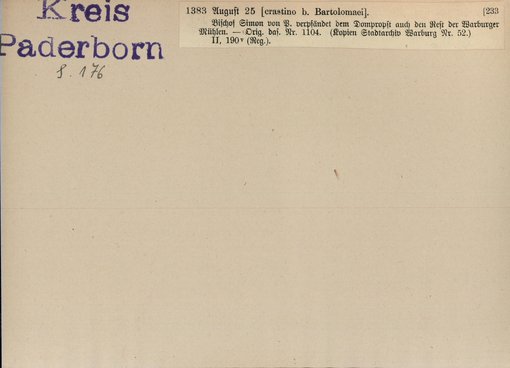 Kreis
Paderborn
S. 176
1383 August 25 [crastino b. Bartolomaei]. [233
Bischof Simon von P. verpfändet dem Dompropst auch den Rest der Warburger
Mühlen. — Orig. das. Nr. 1104. (Kopien Stadtarchiv Warburg Nr. 52.)
II, 190v (Reg.).